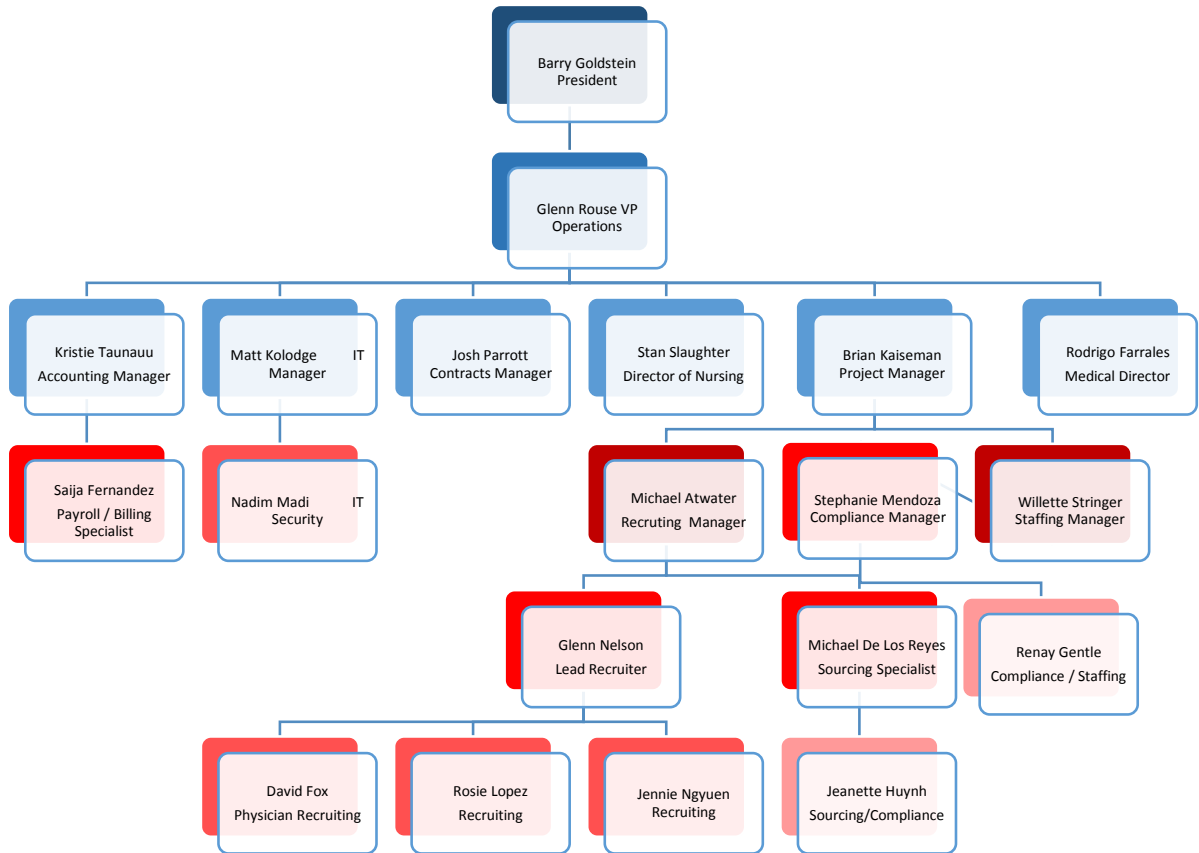 Barry Goldstein
President
Glenn Rouse VP
Operations
Kristie Taunauu
Accounting Manager
Matt Kolodge IT
Manager
Josh Parrott
Contracts Manager
Stan Slaughter
Director of Nursing
Brian Kaiseman
Project Manager
Rodrigo Farrales
Medical Director
Saija Fernandez
Payroll / Billing
Specialist
Nadim Madi IT
Security
Michael Atwater
Recruting Manager
Stephanie Mendoza
Compliance Manager
Willette Stringer
Staffing Manager
Glenn Nelson
Lead Recruiter
Michael De Los Reyes
Sourcing Specialist
Renay Gentle
Compliance / Staffing
David Fox
Physician Recruiting
Rosie Lopez
Recruiting
Jennie Ngyuen
Recruiting
Jeanette Huynh
Sourcing/Compliance